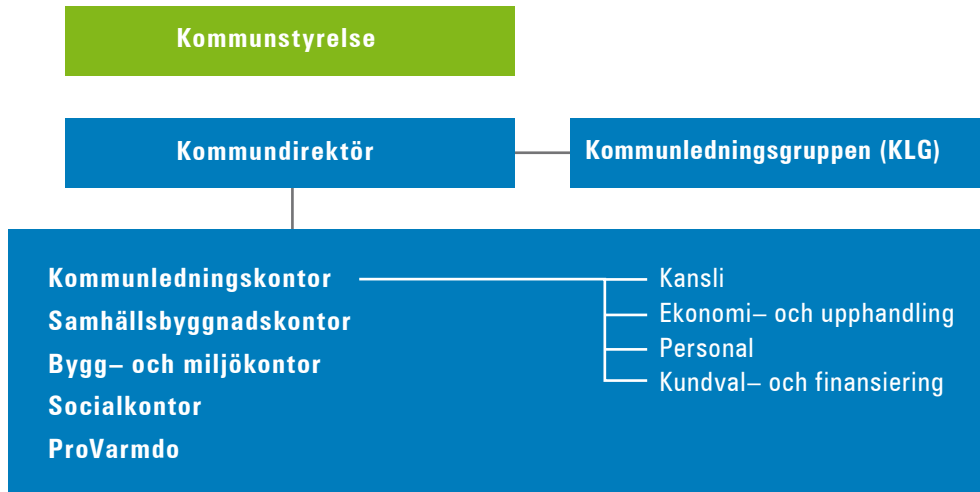 Kommunstyrelse
Kommundirektör
Kommunledningsgruppen (KLG)
Kommunledningskontor
Samhällsbyggnadskontor
Bygg– och miljökontor
Socialkontor
ProVarmdo
Kansli
Ekonomi– och upphandling
Personal
Kundval– och finansiering